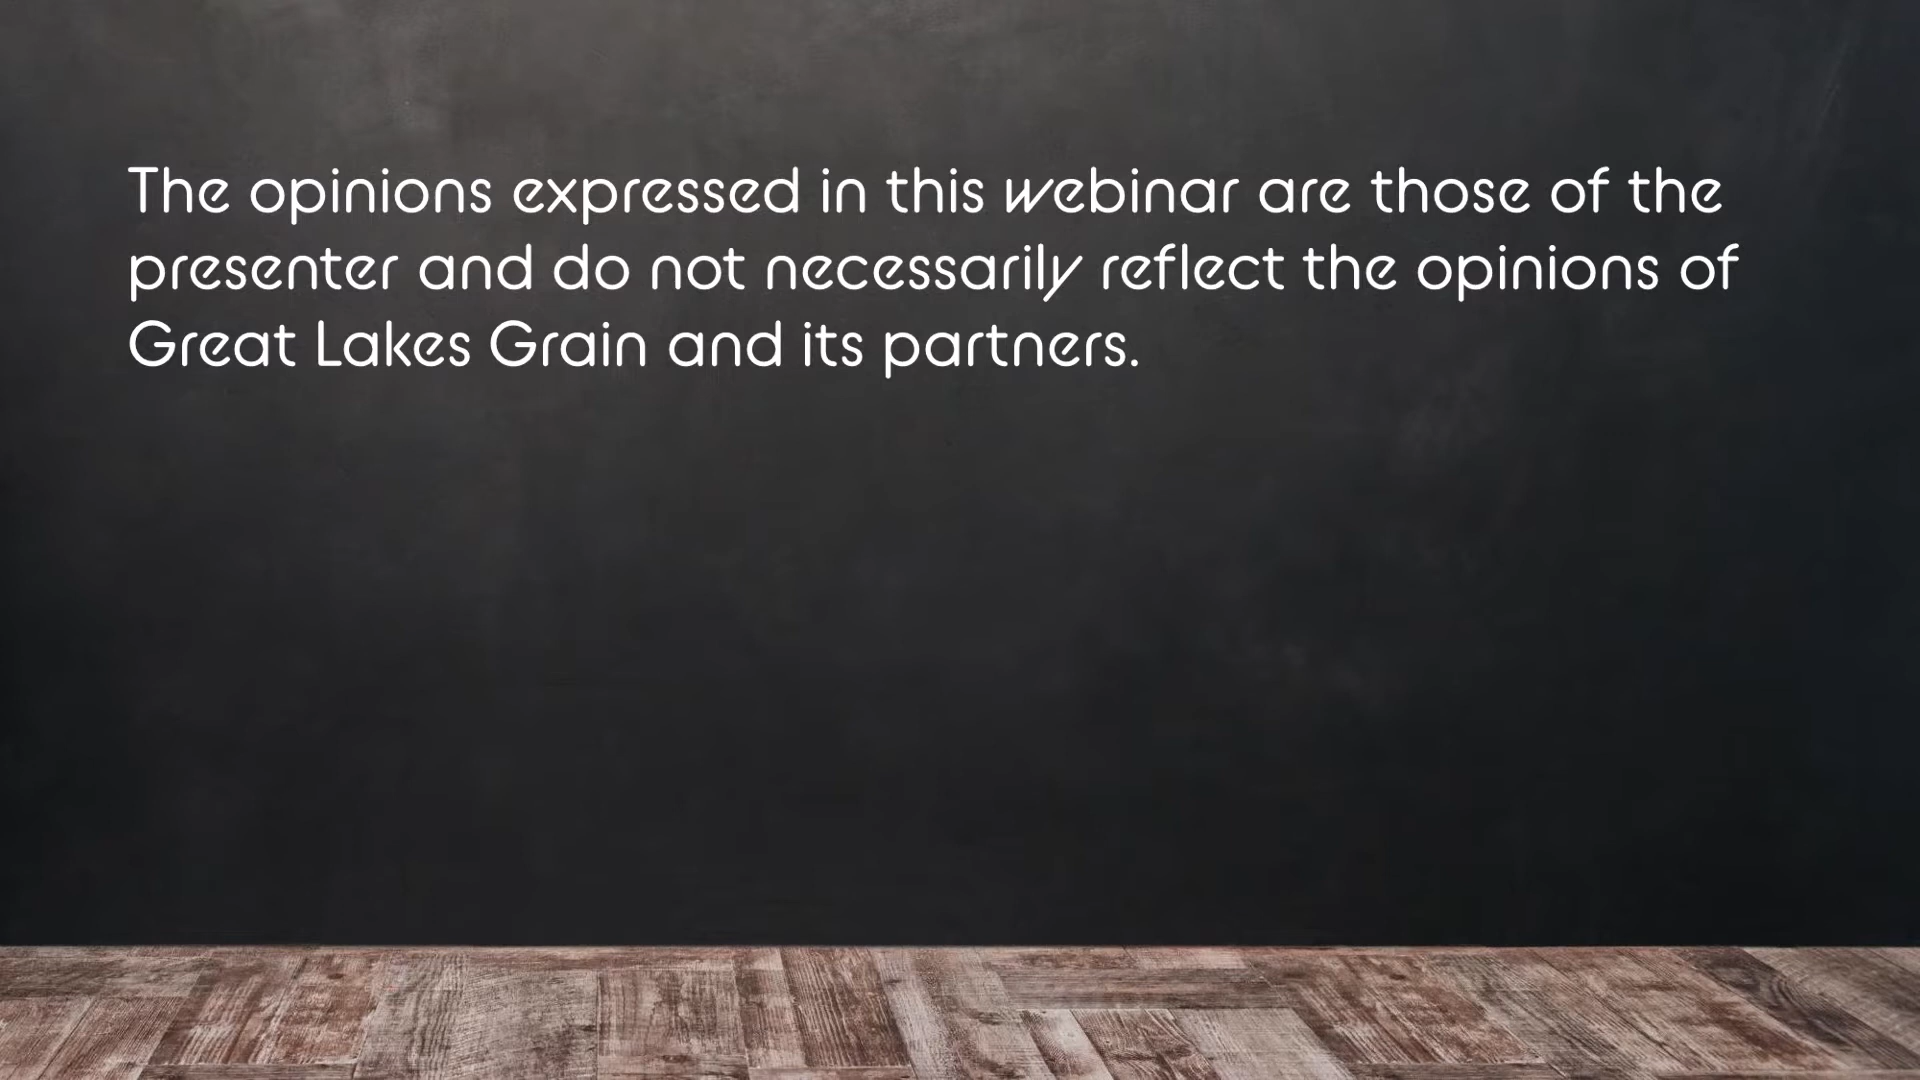 The opinions expressed in this webinar are those of the
presenter and do not necessarily reflect the opinions of
Great Lakes Grain and its partners.